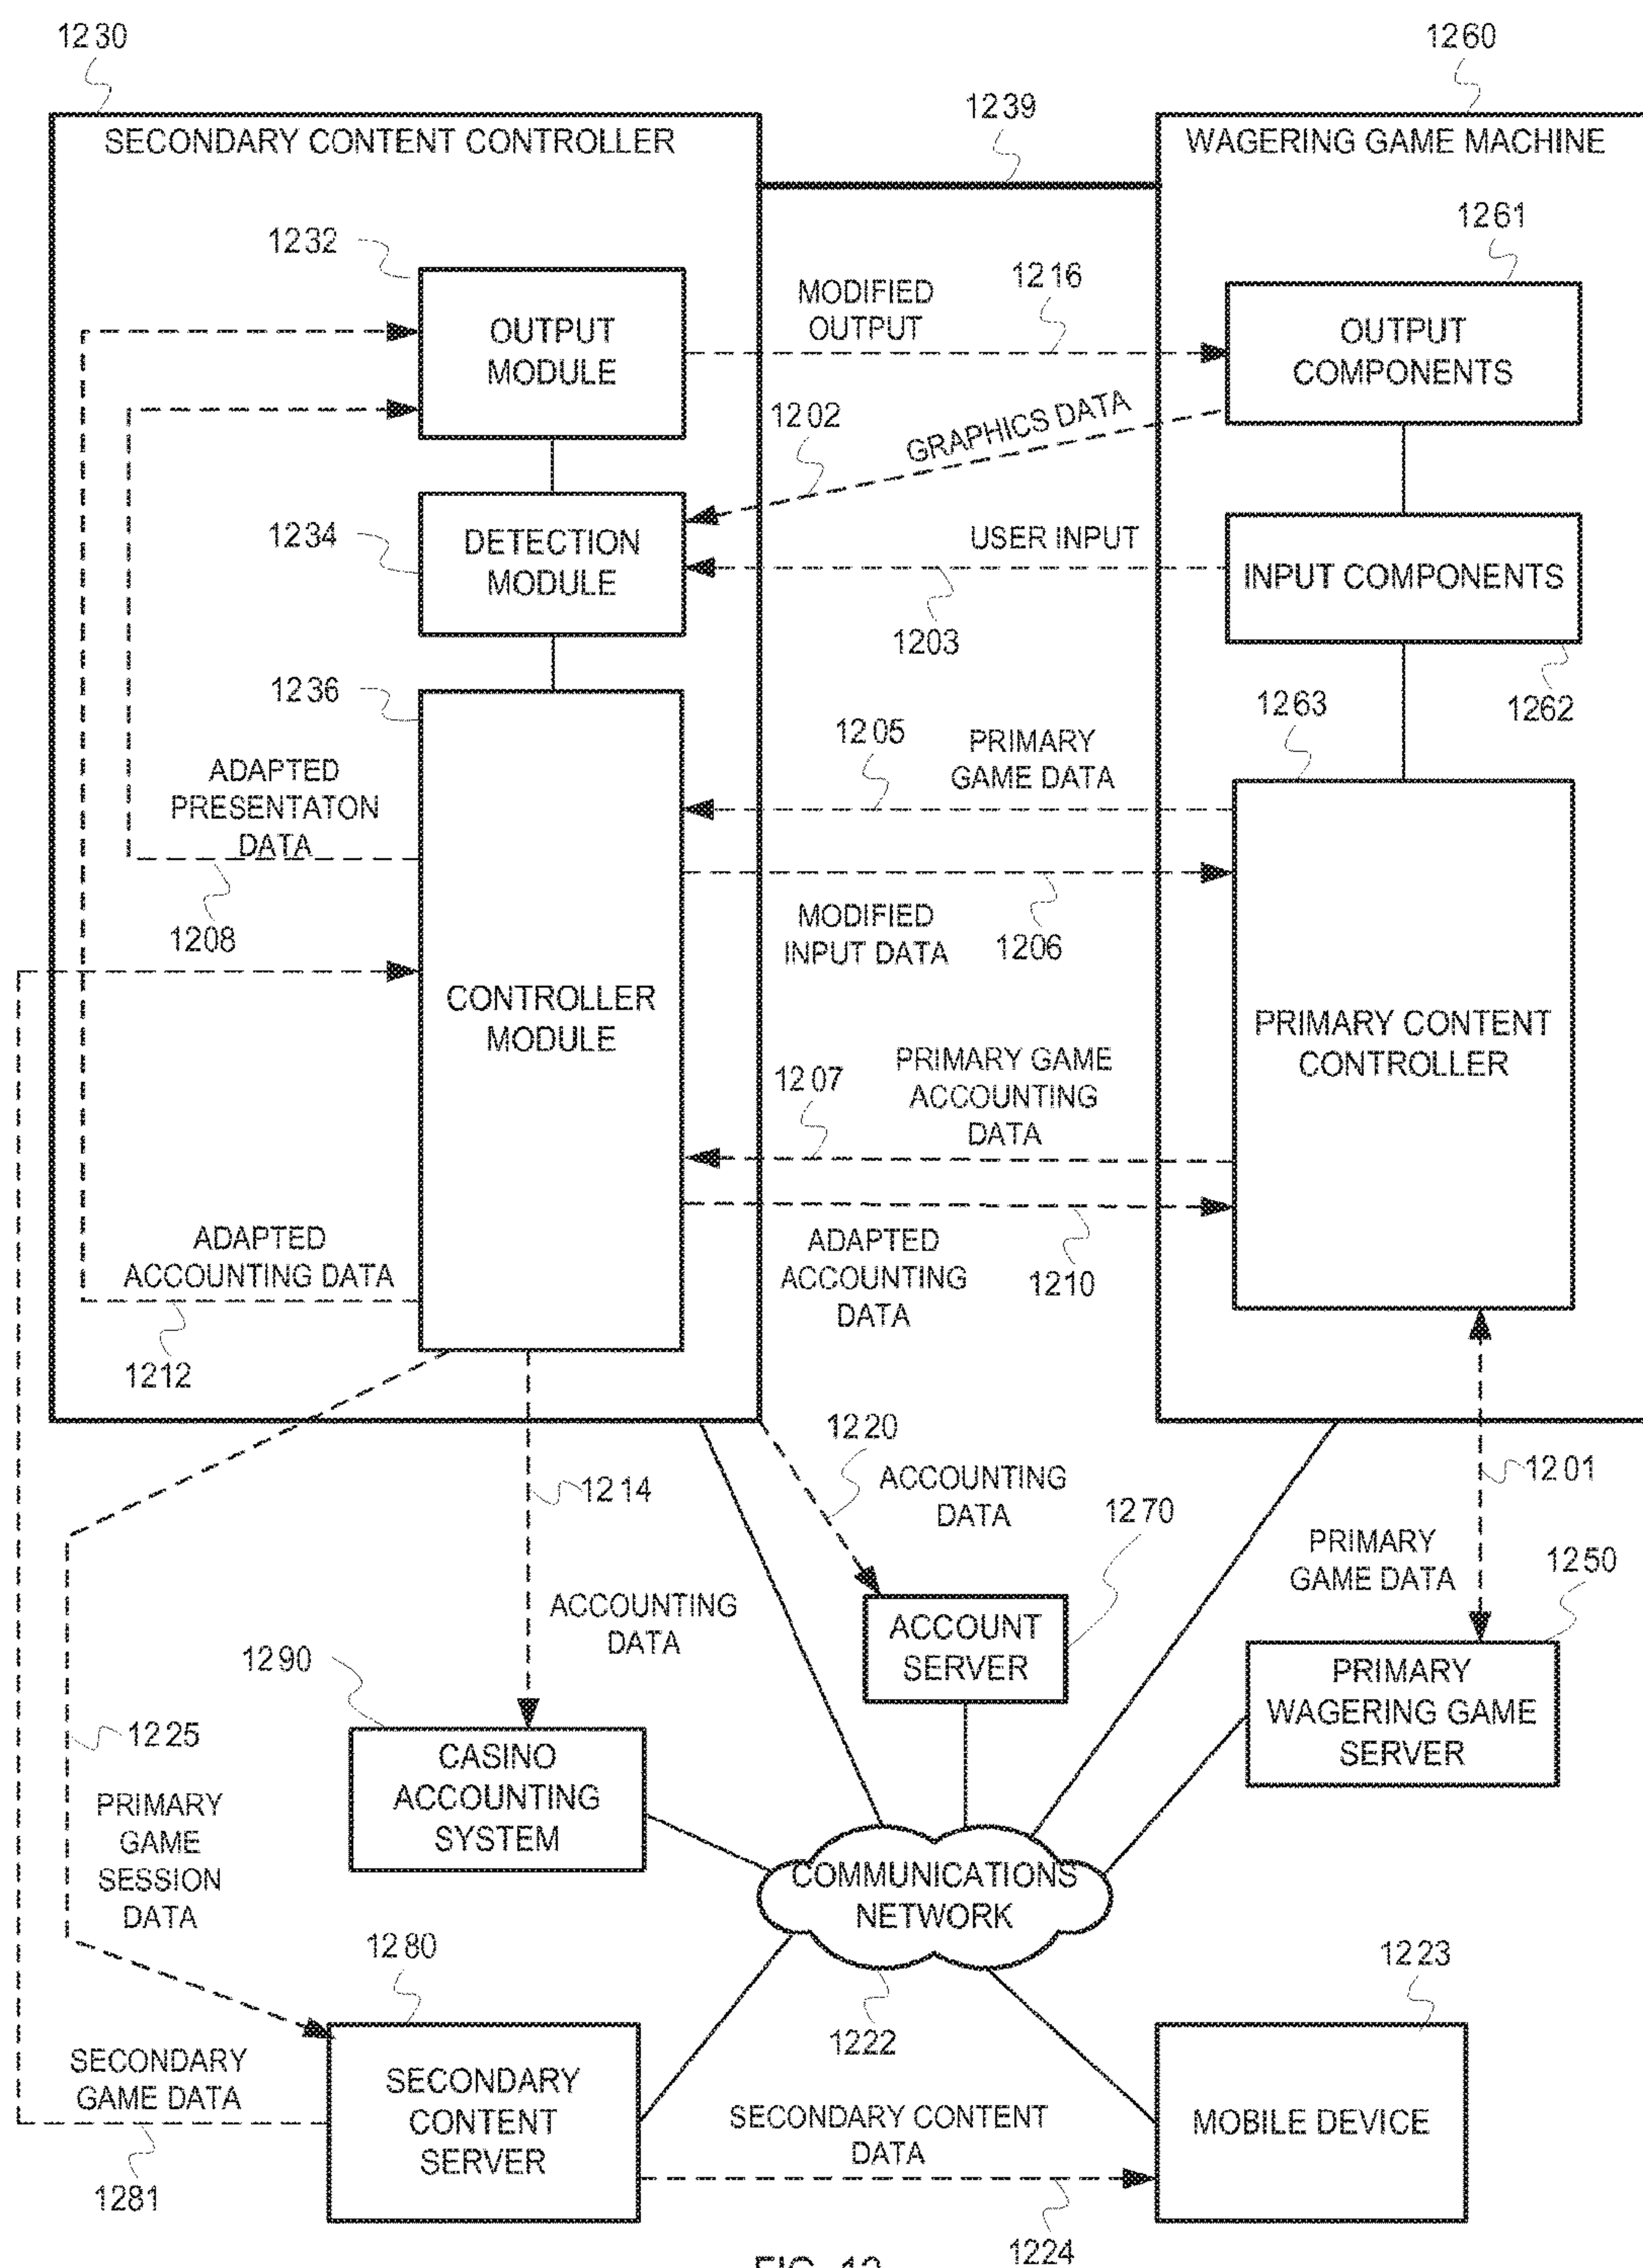 1230
1260
1239
SECONDARY CONTENT CONTROLLER
WAGERING GAME MACHINE
1232
1216
1261
MODIFIED
OUTPUT
OUTPUT
MODULE
OUTPUT
COMPONENTS
1202
GRAPHICS DATA
1234
DETECTION
MODULE
USER INPUT
INPUT COMPONENTS
1203
1236
1262
1263
1205
PRIMARY
GAME DATA
ADAPTED
PRESENTATON
DATA
1208
MODIFIED
INPUT DATA
1206
CONTROLLER
MODULE
PRIMARY CONTENT
CONTROLLER
1207
PRIMARY GAME
ACCOUNTING
DATA
ADAPTED
ACCOUNTING DATA
1212
ADAPTED
ACCOUNTING
DATA
1210
1214
1220
ACCOUNTING
DATA
1270
1201
PRIMARY
GAME DATA
1250
ACCOUNTING
DATA
ACCOUNT
SERVER
1290
PRIMARY
WAGERING GAME
SERVER
1225
CASINO
ACCOUNTING
SYSTEM
PRIMARY
GAME
SESSION
DATA
COMMUNICATIONS
NETWORK
1280
1222
1223
SECONDARY
GAME DATA
1281
SECONDARY
CONTENT
SERVER
SECONDARY CONTENT
DATA
1224
MOBILE DEVICE